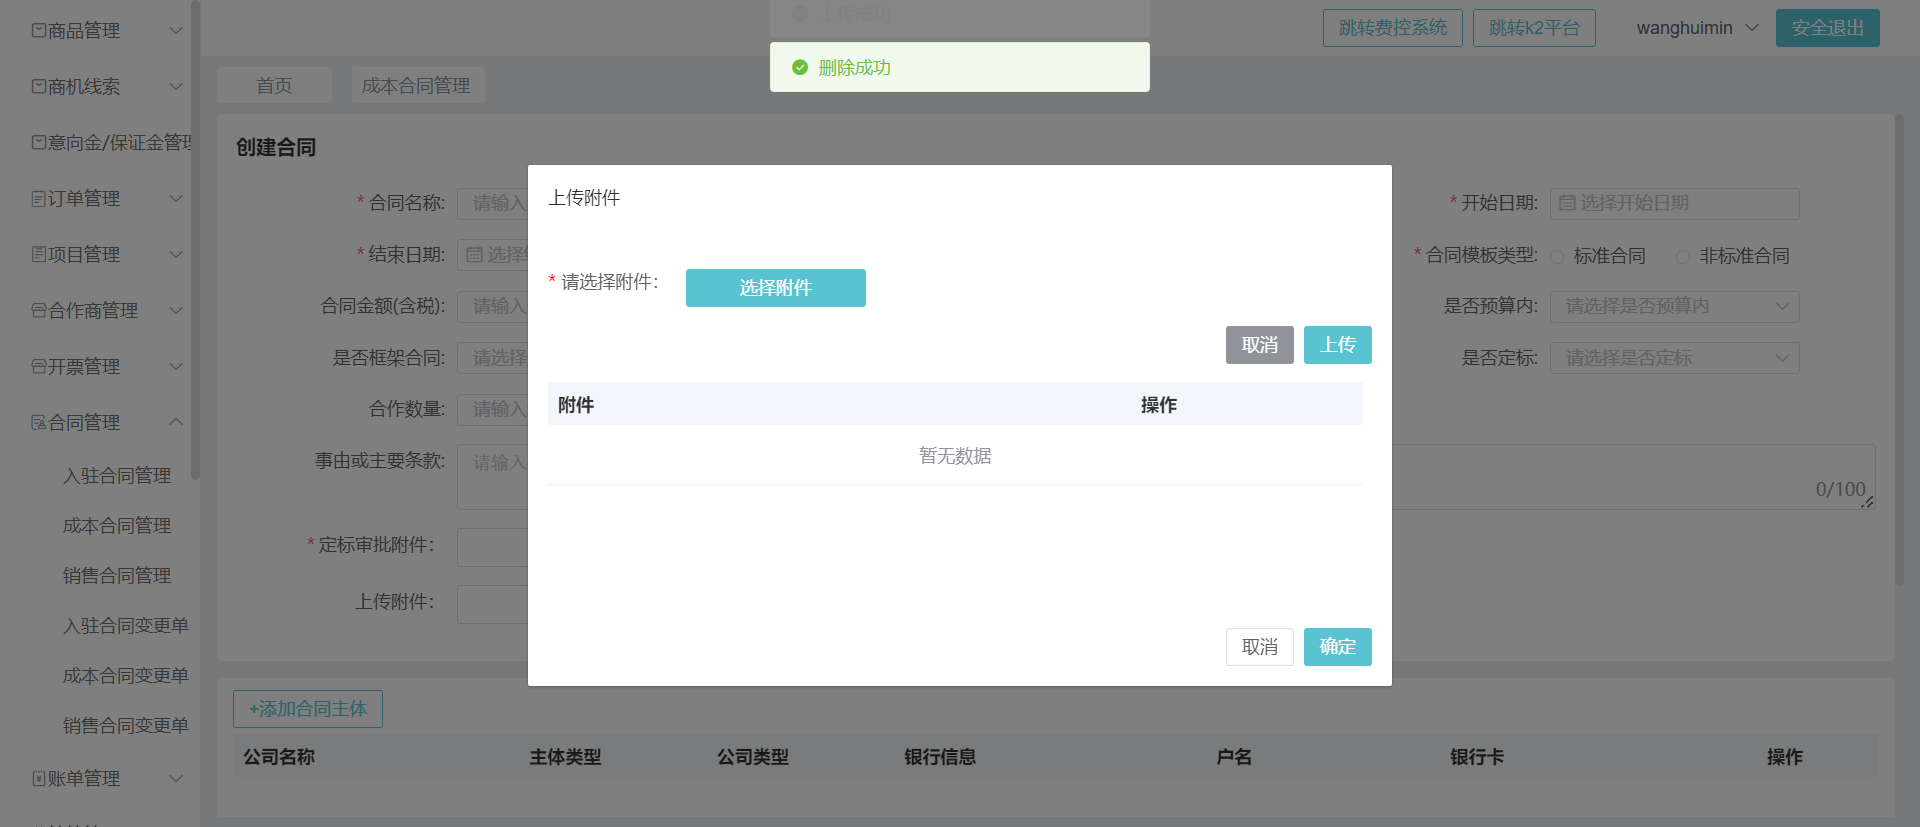 上传成功
删除成功
跳转费控系统
跳转k2平台
wanghuimin
安全退出
商品管理
商机线索
意向金/保证金管理
订单管理
项目管理
合作商管理
开票管理
合同管理
入驻合同管理
成本合同管理
销售合同管理
入驻合同变更单
成本合同变更单
销售合同变更单
账单管理
首页
成本合同管理
创建合同
* 合同名称: 请输入
* 开始日期: 选择开始日期
* 结束日期: 选择
* 合同模板类型: 标准合同 非标准合同
合同金额(含税): 请输入
是否预算内: 请选择是否预算内
是否框架合同: 请选择
是否定标: 请选择是否定标
合作数量: 请输入
事由或主要条款: 请输入
0/100
* 定标审批附件:
上传附件:
上传附件
* 请选择附件: 选择附件
取消 上传
附件 操作
暂无数据
取消 确定
+添加合同主体
公司名称 主体类型 公司类型 银行信息 户名 银行卡 操作